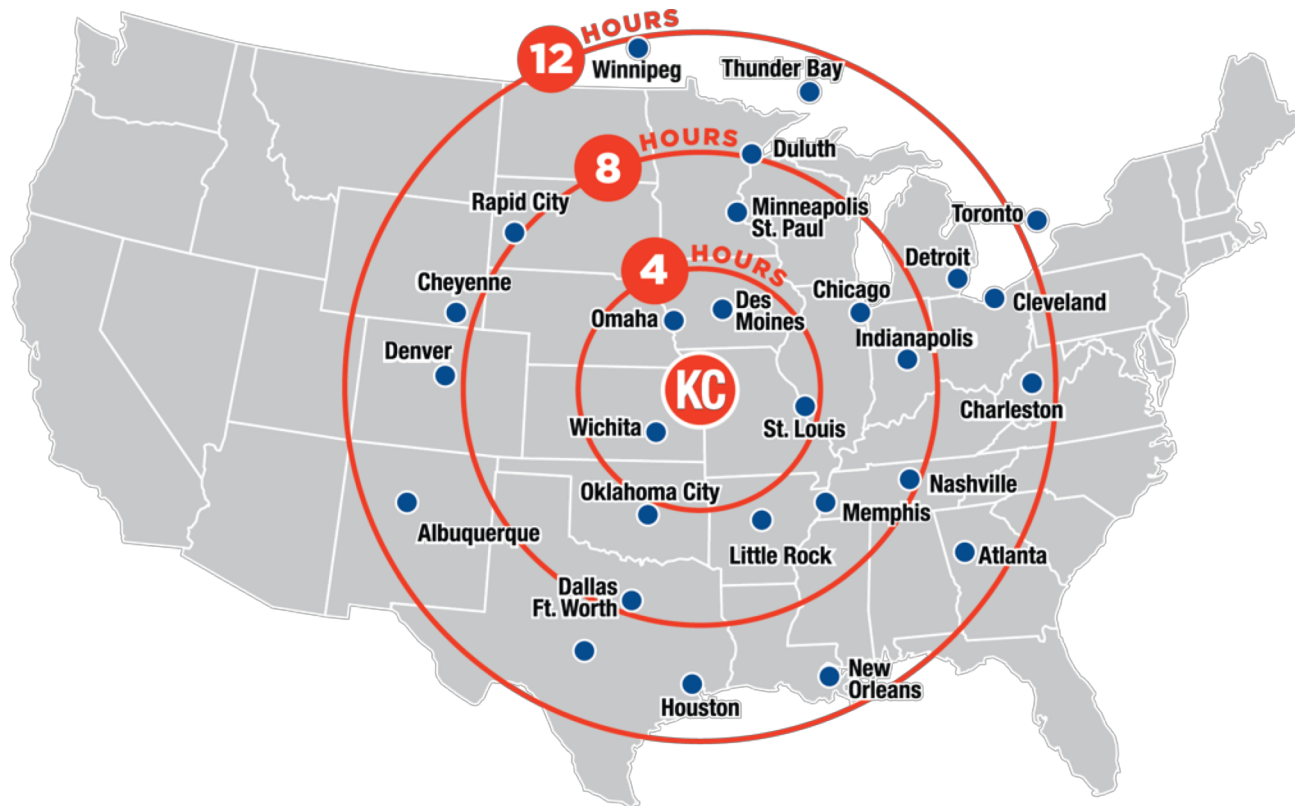 12 HOURS
Winnipeg
Thunder Bay
8 HOURS
Duluth
Rapid City
Minneapolis
St. Paul
Toronto
4 HOURS
Detroit
Cheyenne
Chicago
Cleveland
Omaha
Des
Moines
Indianapolis
Denver
KC
Charleston
Wichita
St. Louis
Oklahoma City
Nashville
Memphis
Albuquerque
Little Rock
Atlanta
Dallas
Ft. Worth
New
Orleans
Houston